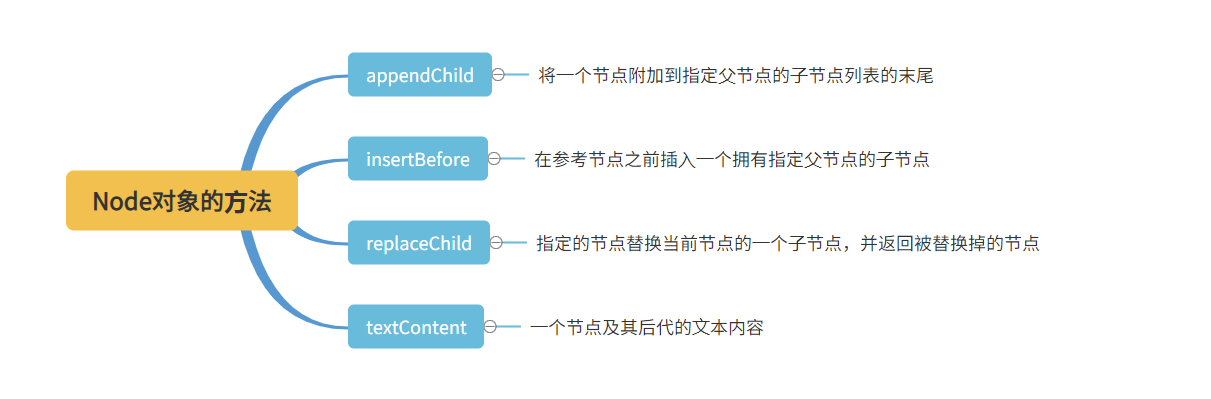 appendChild 将一个节点附加到指定父节点的子节点列表的末尾
insertBefore 在参考节点之前插入一个拥有指定父节点的子节点
Node对象的方法
replaceChild 指定的节点替换当前节点的一个子节点，并返回被替换掉的节点
textContent 一个节点及其后代的文本内容